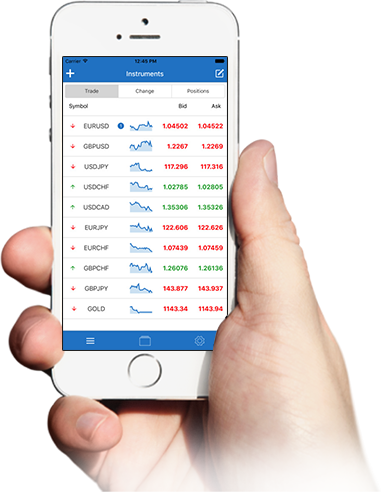 Carrier 12:45 PM
+ Instruments
Trade Change Positions
Symbol Bid Ask
EURUSD 1.04502 1.04522
GBPUSD 1.2267 1.2269
USDJPY 117.296 117.316
USDCHF 1.02785 1.02805
USDCAD 1.35306 1.35326
EURJPY 122.606 122.626
EURCHF 1.07439 1.07459
GBPCHF 1.26076 1.26136
GBPJPY 143.877 143.937
GOLD 1143.34 1143.94